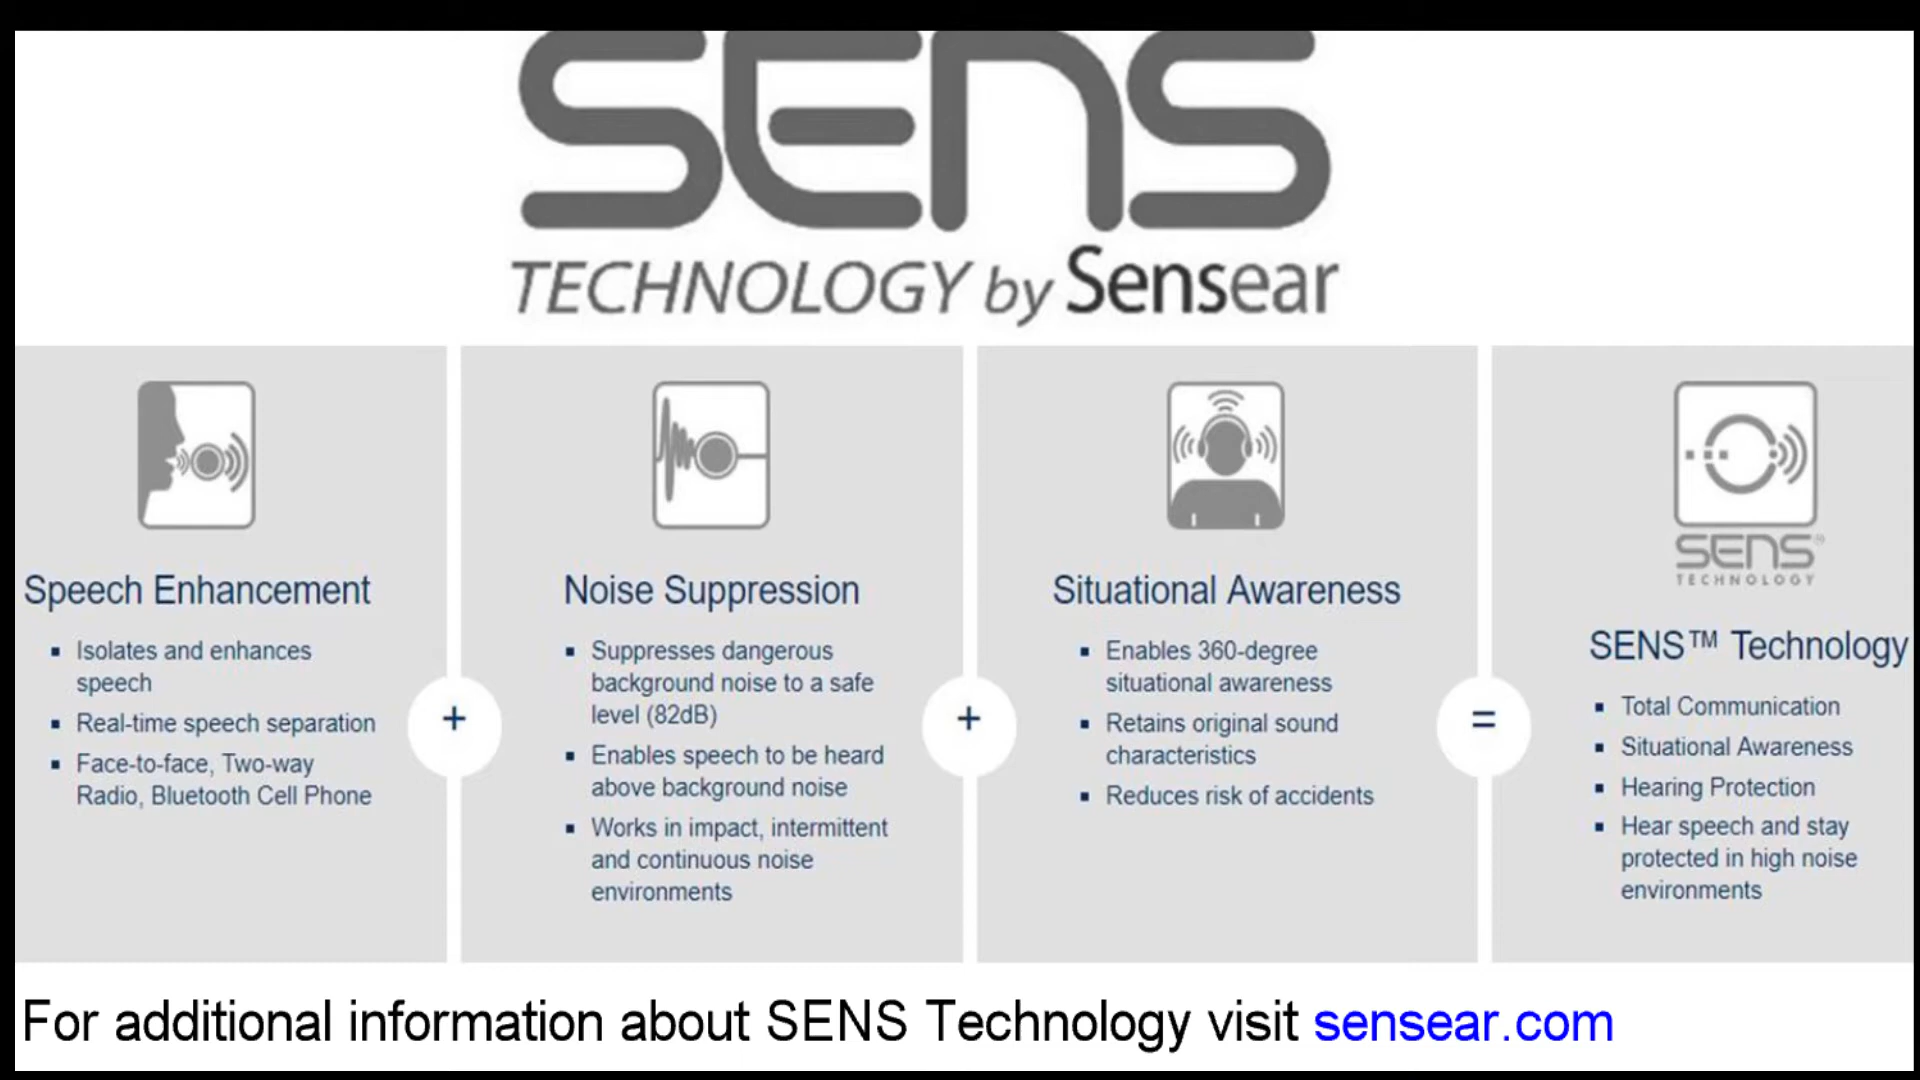 SENS
TECHNOLOGY by Sensear
Speech Enhancement
▪ Isolates and enhances
speech
▪ Real-time speech separation
▪ Face-to-face, Two-way
Radio, Bluetooth Cell Phone
+
Noise Suppression
▪ Suppresses dangerous
background noise to a safe
level (82dB)
▪ Enables speech to be heard
above background noise
▪ Works in impact, intermittent
and continuous noise
environments
+
Situational Awareness
▪ Enables 360-degree
situational awareness
▪ Retains original sound
characteristics
▪ Reduces risk of accidents
=
SENS®
TECHNOLOGY
SENS™ Technology
▪ Total Communication
▪ Situational Awareness
▪ Hearing Protection
▪ Hear speech and stay
protected in high noise
environments
For additional information about SENS Technology visit sensear.com